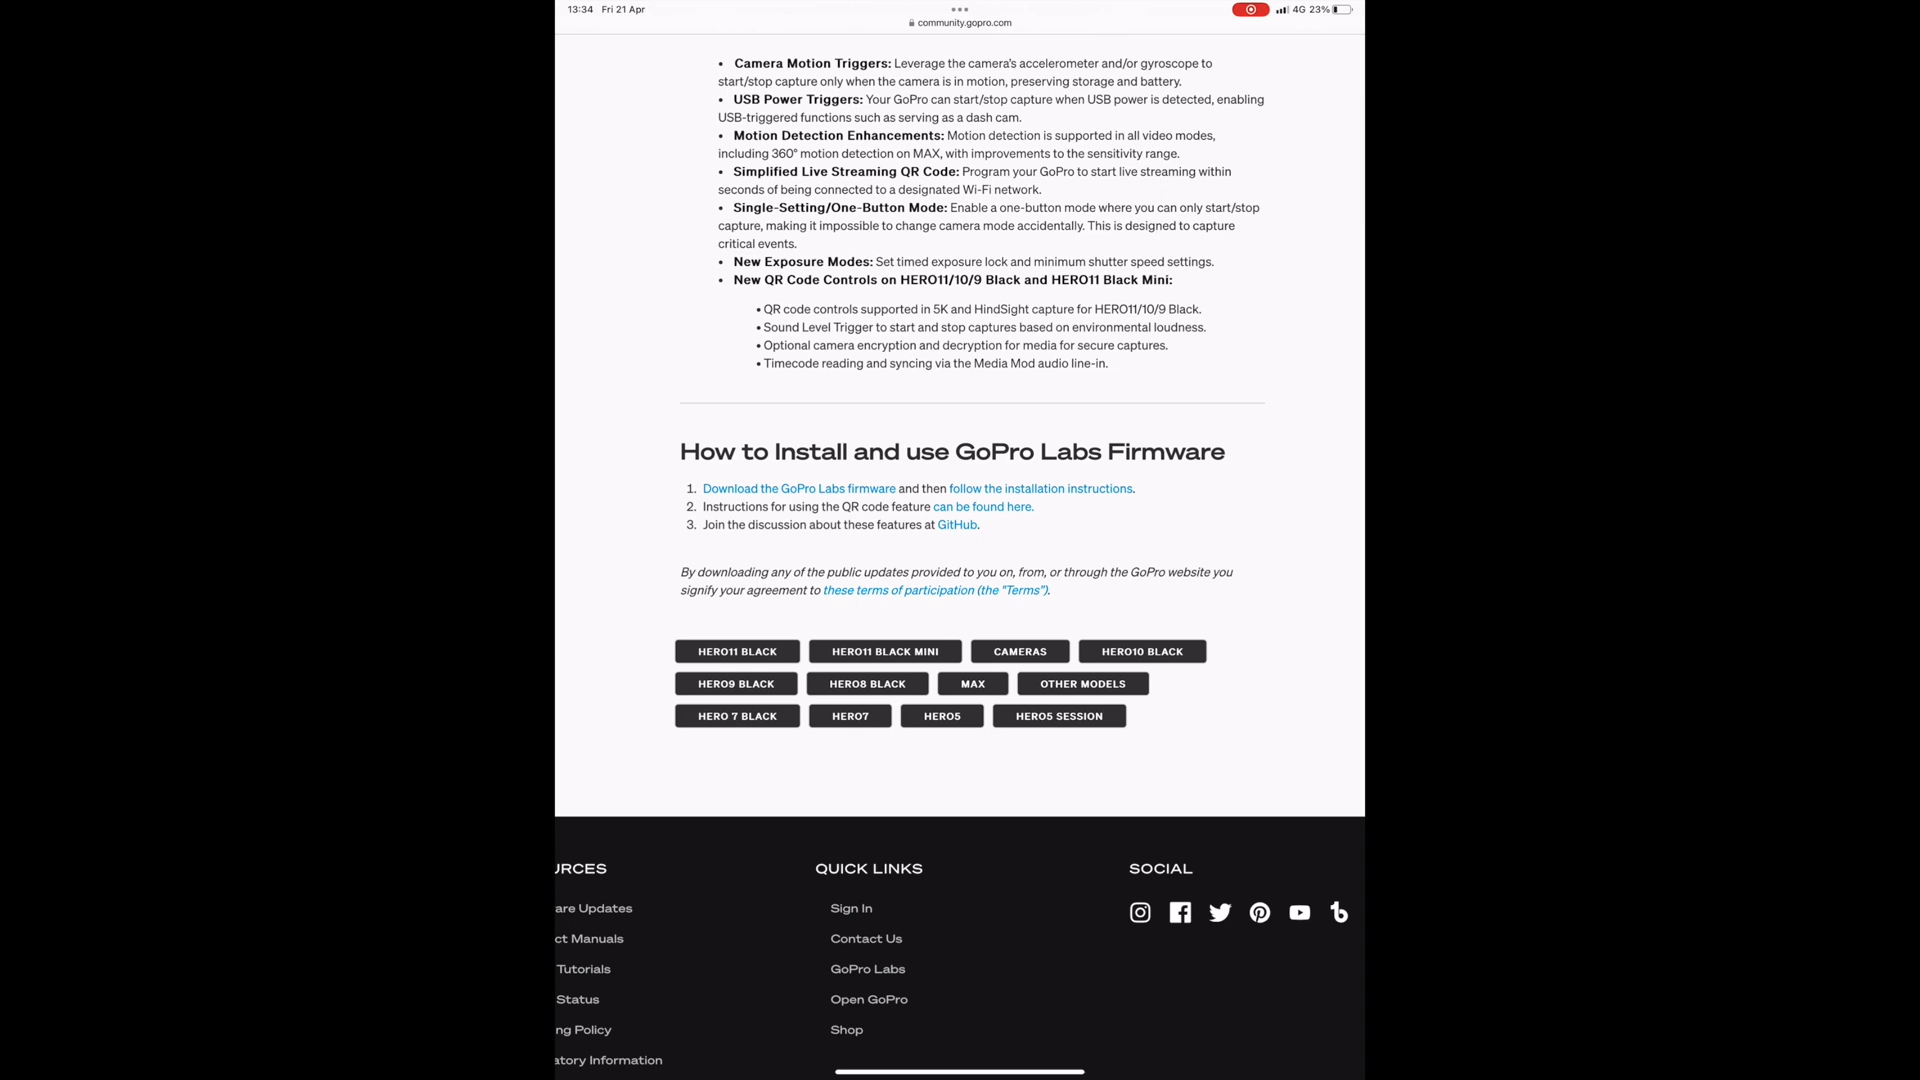 13:34 Fri 21 Apr
4G 23%
community.gopro.com
• Camera Motion Triggers: Leverage the camera's accelerometer and/or gyroscope to
start/stop capture only when the camera is in motion, preserving storage and battery.
• USB Power Triggers: Your GoPro can start/stop capture when USB power is detected, enabling
USB-triggered functions such as serving as a dash cam.
• Motion Detection Enhancements: Motion detection is supported in all video modes,
including 360° motion detection on MAX, with improvements to the sensitivity range.
• Simplified Live Streaming QR Code: Program your GoPro to start live streaming within
seconds of being connected to a designated Wi-Fi network.
• Single-Setting/One-Button Mode: Enable a one-button mode where you can only start/stop
capture, making it impossible to change camera mode accidentally. This is designed to capture
critical events.
• New Exposure Modes: Set timed exposure lock and minimum shutter speed settings.
• New QR Code Controls on HERO11/10/9 Black and HERO11 Black Mini:
• QR code controls supported in 5K and HindSight capture for HERO11/10/9 Black.
• Sound Level Trigger to start and stop captures based on environmental loudness.
• Optional camera encryption and decryption for media for secure captures.
• Timecode reading and syncing via the Media Mod audio line-in.
How to Install and use GoPro Labs Firmware
1. Download the GoPro Labs firmware and then follow the installation instructions.
2. Instructions for using the QR code feature can be found here.
3. Join the discussion about these features at GitHub.
By downloading any of the public updates provided to you on, from, or through the GoPro website you
signify your agreement to these terms of participation (the "Terms").
HERO11 BLACK HERO11 BLACK MINI CAMERAS HERO10 BLACK
HERO9 BLACK HERO8 BLACK MAX OTHER MODELS
HERO 7 BLACK HERO7 HERO5 HERO5 SESSION
URCES
are Updates
ct Manuals
Tutorials
Status
ng Policy
atory Information
QUICK LINKS
Sign In
Contact Us
GoPro Labs
Open GoPro
Shop
SOCIAL